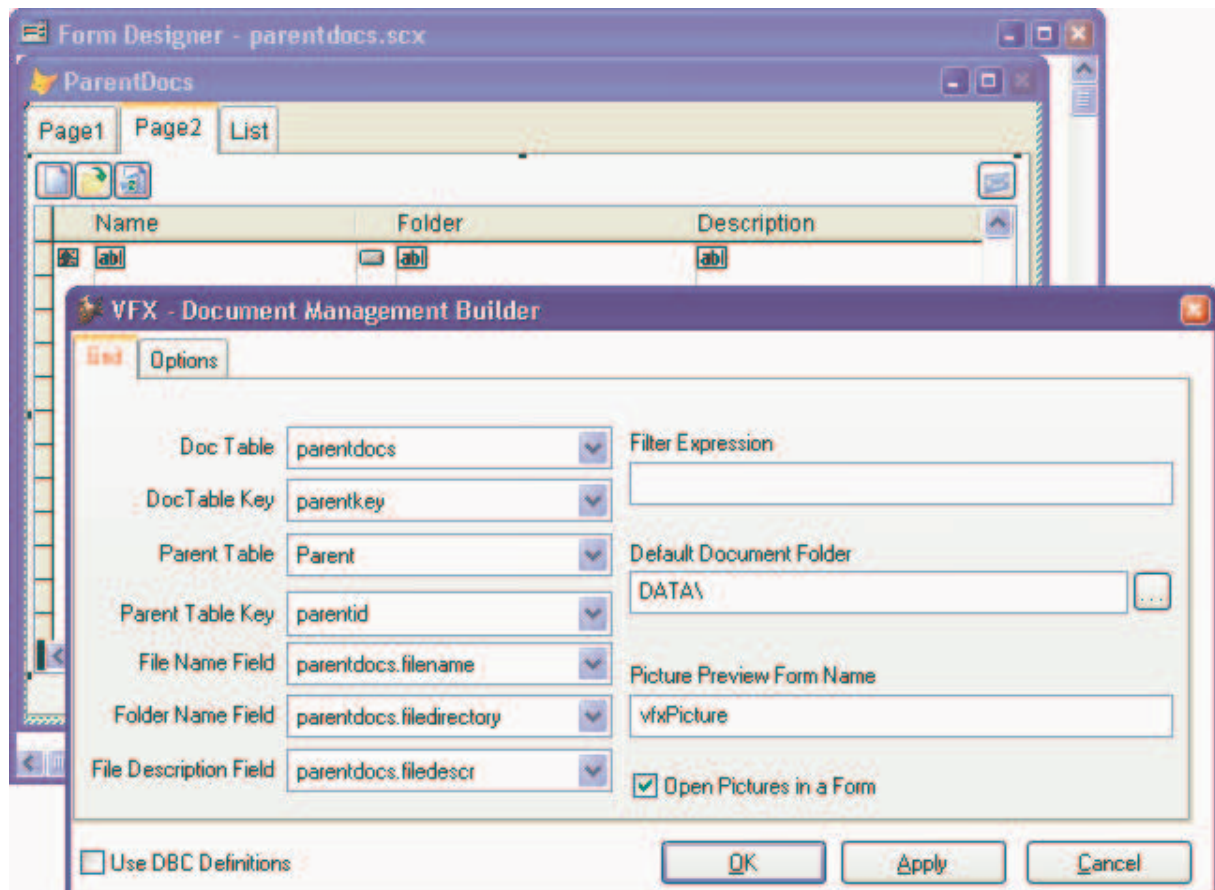 Form Designer - parentdocs.scx
ParentDocs
Page1 Page2 List
Name Folder Description
abl abl abl
VFX - Document Management Builder
Options
Doc Table parentdocs
Filter Expression
DocTable Key parentkey
Parent Table Parent
Default Document Folder
DATA\
...
Parent Table Key parentid
File Name Field parentdocs.filename
Picture Preview Form Name
Folder Name Field parentdocs.filedirectory
vfxPicture
File Description Field parentdocs.filedescr
Open Pictures in a Form
Use DBC Definitions
OK Apply Cancel